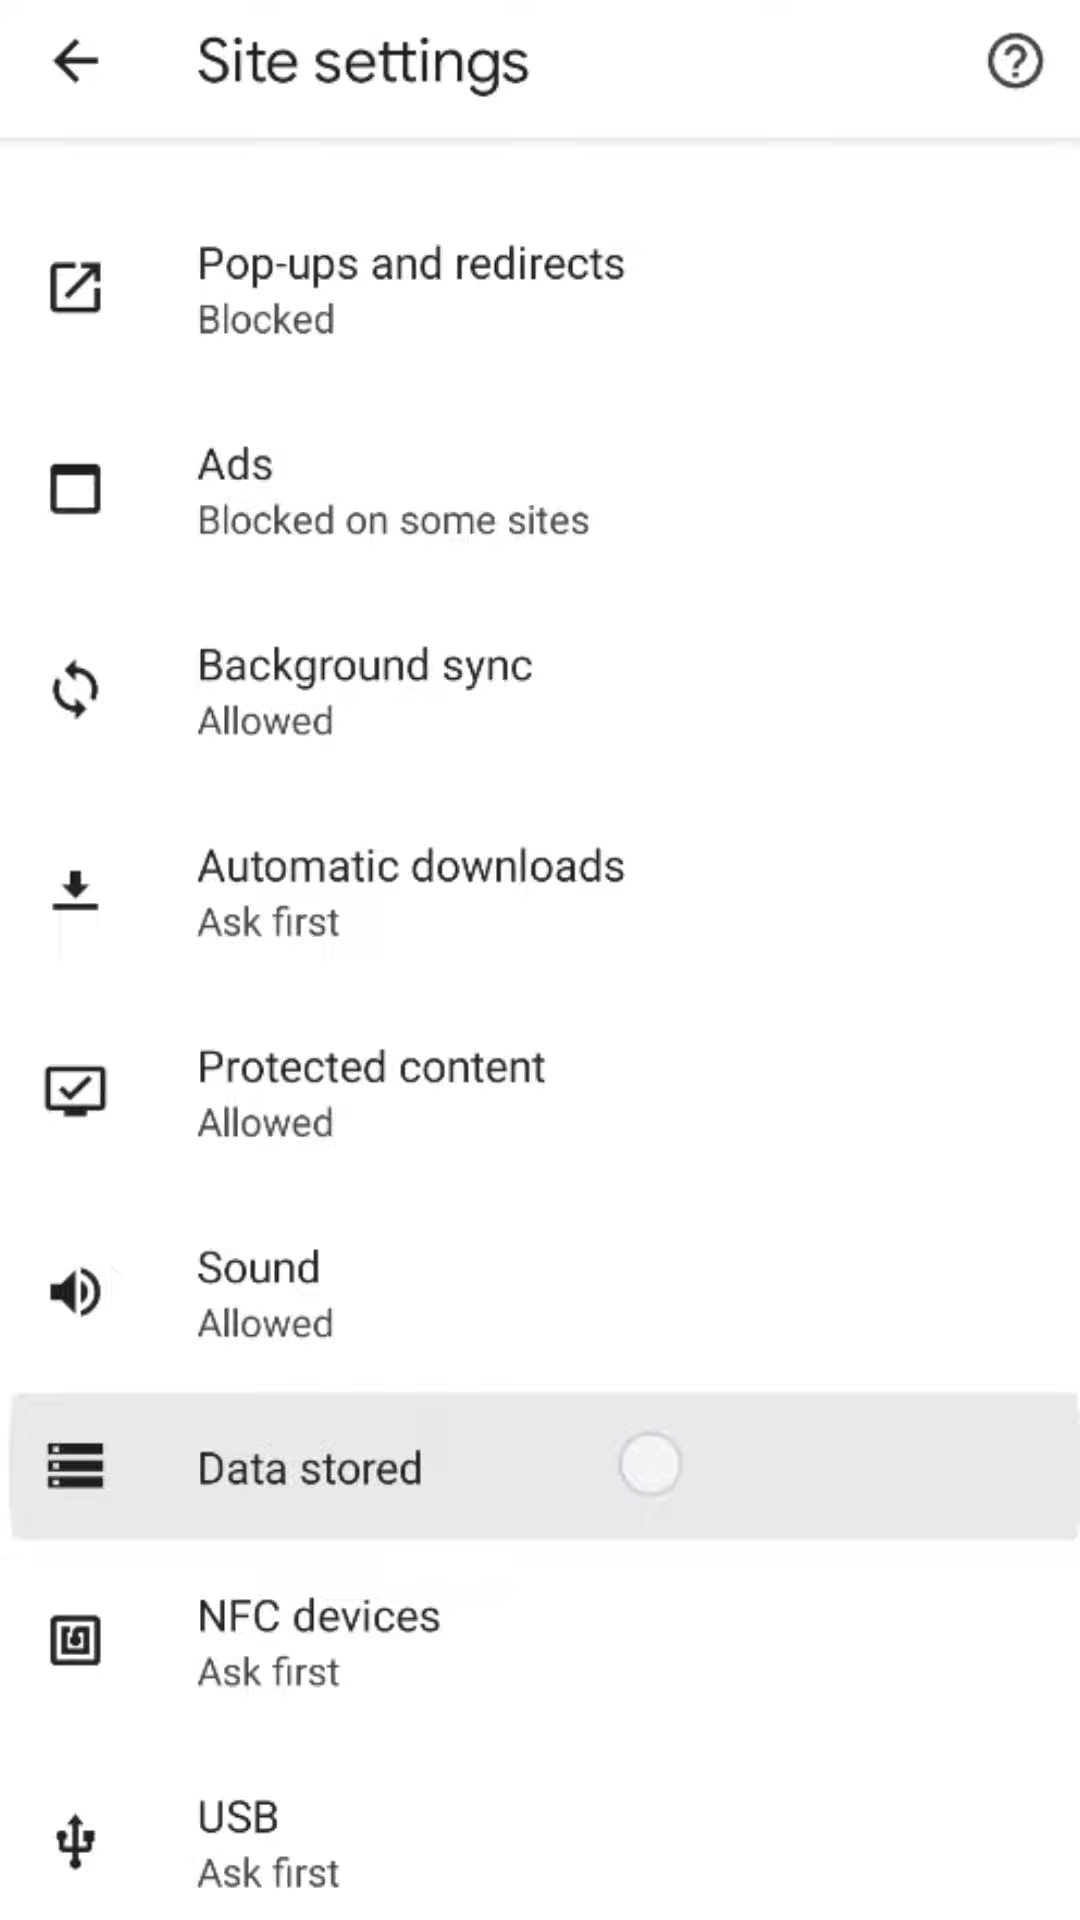 Site settings
Pop-ups and redirects
Blocked
Ads
Blocked on some sites
Background sync
Allowed
Automatic downloads
Ask first
Protected content
Allowed
Sound
Allowed
Data stored
NFC devices
Ask first
USB
Ask first